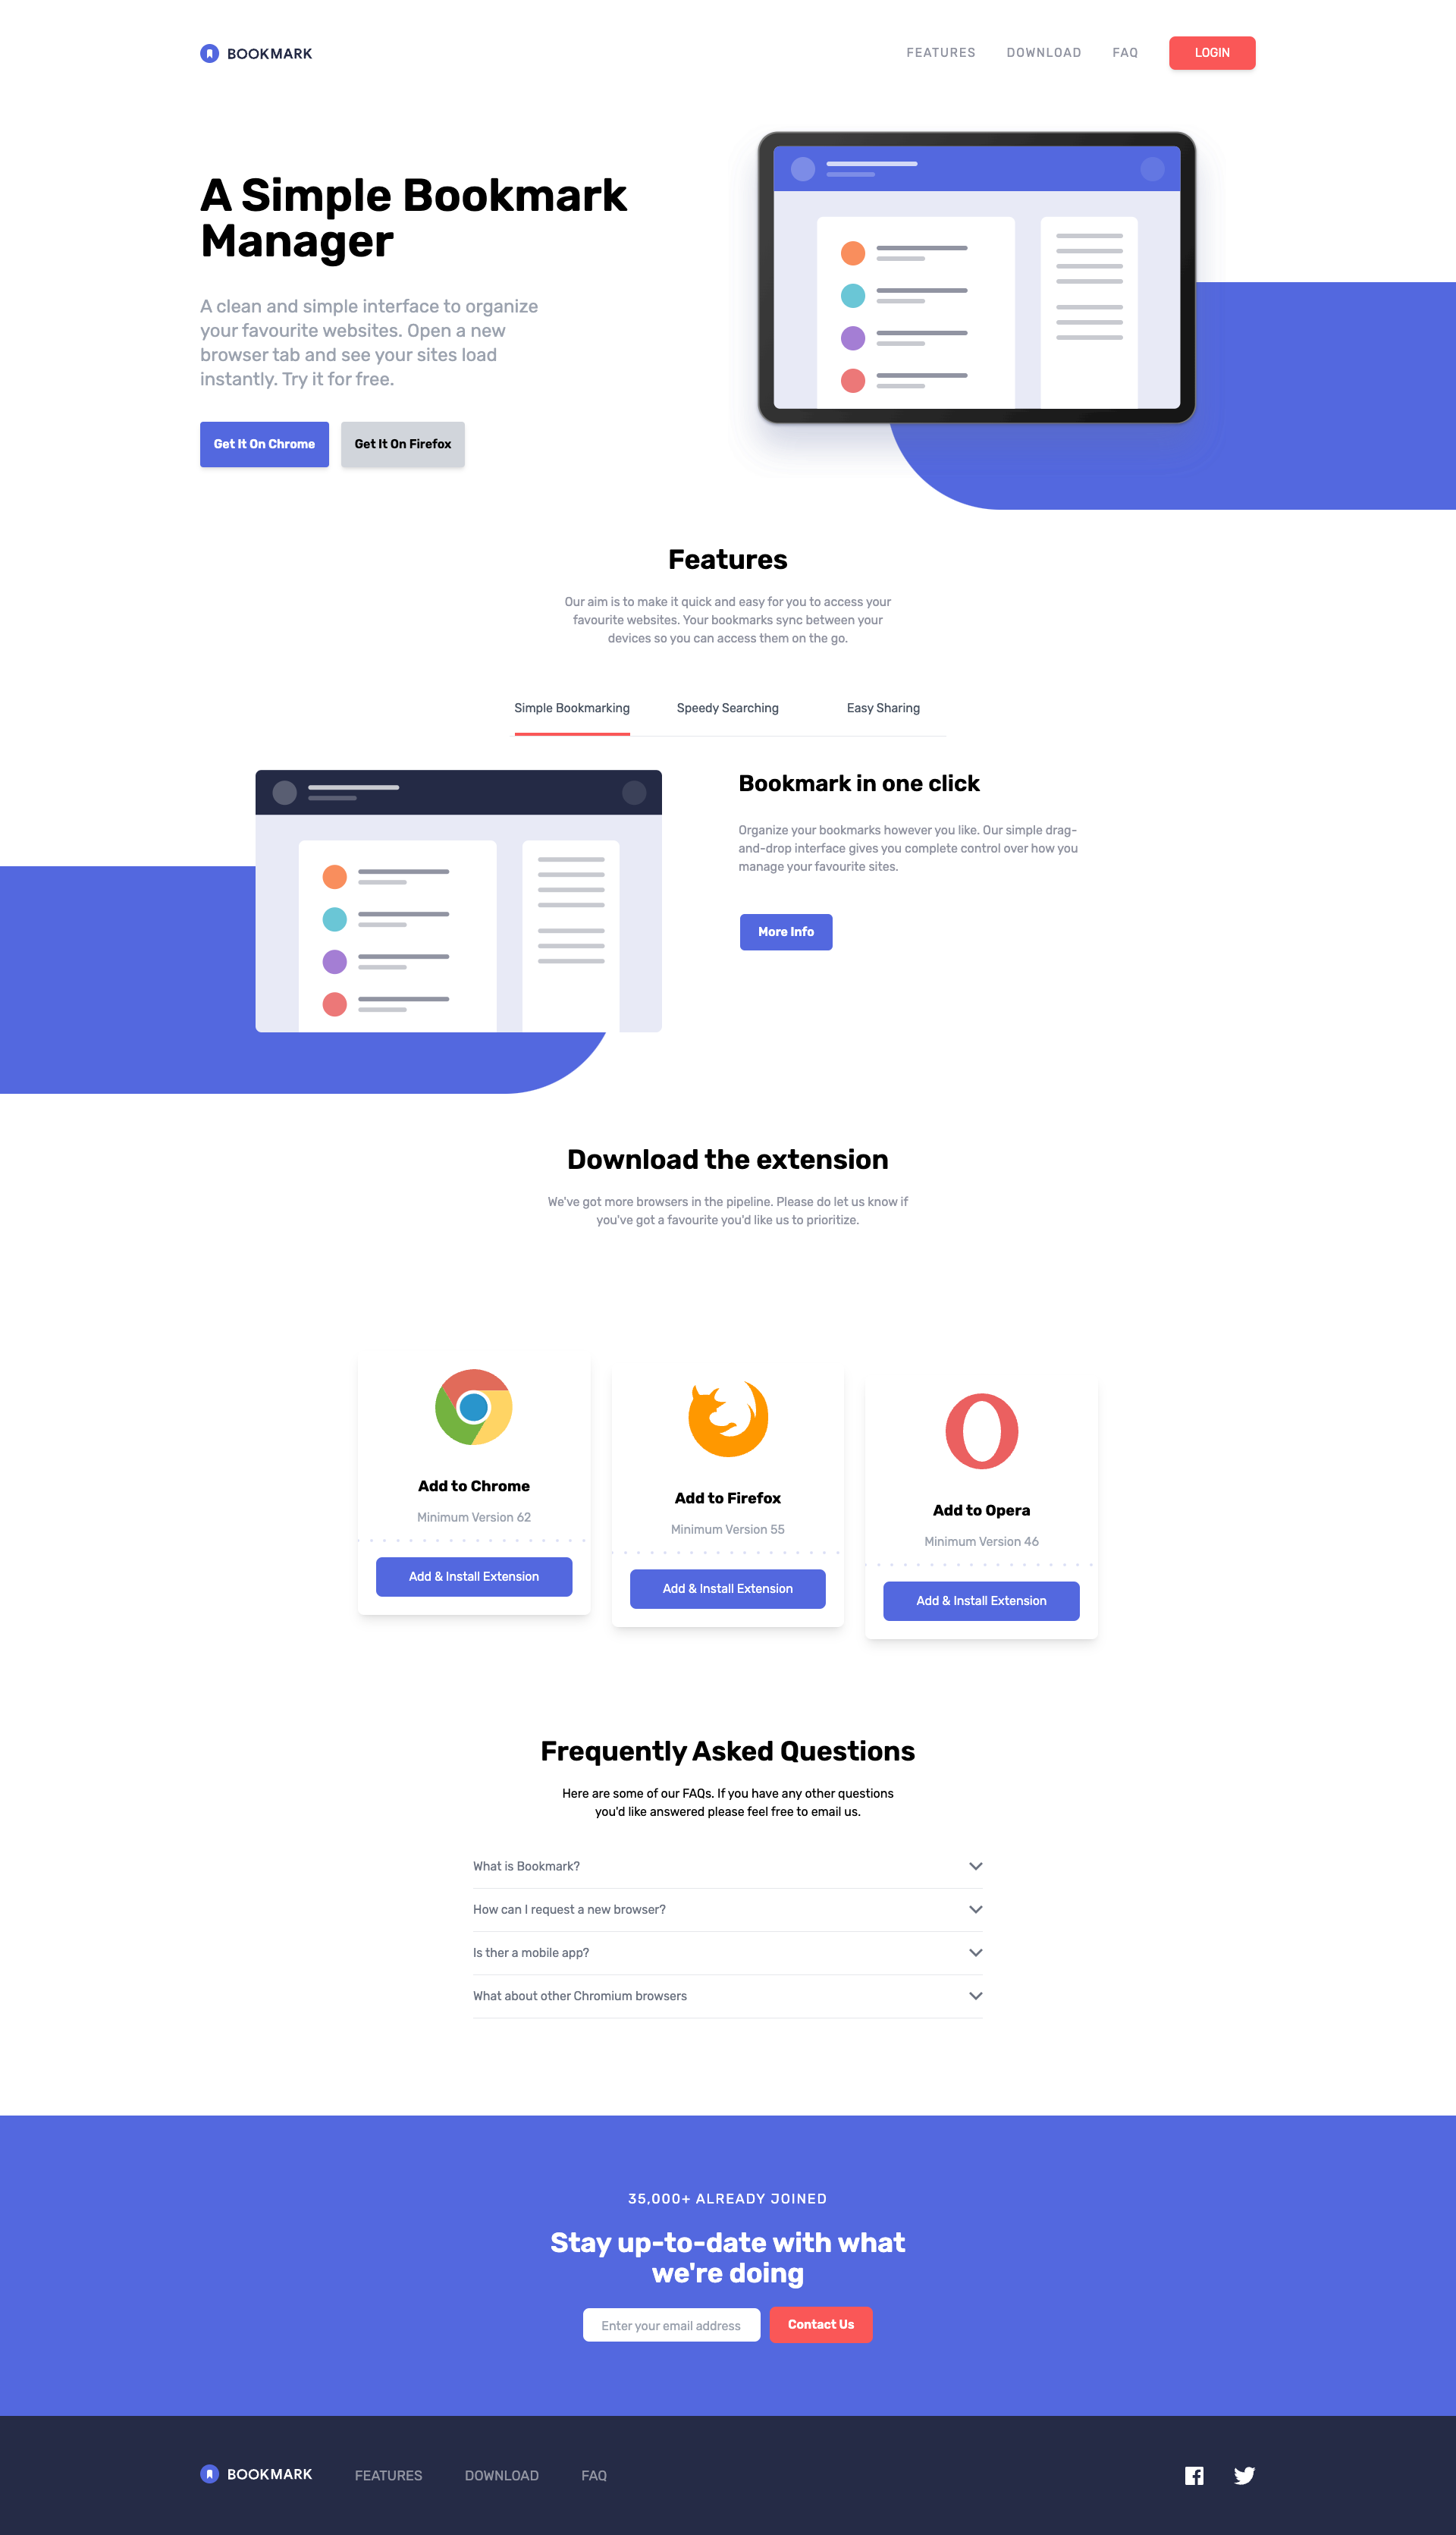 BOOKMARK
FEATURES
DOWNLOAD
FAQ
LOGIN
A Simple Bookmark
Manager
A clean and simple interface to organize
your favourite websites. Open a new
browser tab and see your sites load
instantly. Try it for free.
Get It On Chrome
Get It On Firefox
Features
Our aim is to make it quick and easy for you to access your
favourite websites. Your bookmarks sync between your
devices so you can access them on the go.
Simple Bookmarking
Speedy Searching
Easy Sharing
Bookmark in one click
Organize your bookmarks however you like. Our simple drag-
and-drop interface gives you complete control over how you
manage your favourite sites.
More Info
Download the extension
We've got more browsers in the pipeline. Please do let us know if
you've got a favourite you'd like us to prioritize.
Add to Chrome
Minimum Version 62
Add & Install Extension
Add to Firefox
Minimum Version 55
Add & Install Extension
Add to Opera
Minimum Version 46
Add & Install Extension
Frequently Asked Questions
Here are some of our FAQs. If you have any other questions
you'd like answered please feel free to email us.
What is Bookmark?
How can I request a new browser?
Is ther a mobile app?
What about other Chromium browsers
35,000+ ALREADY JOINED
Stay up-to-date with what
we're doing
Enter your email address
Contact Us
BOOKMARK
FEATURES
DOWNLOAD
FAQ